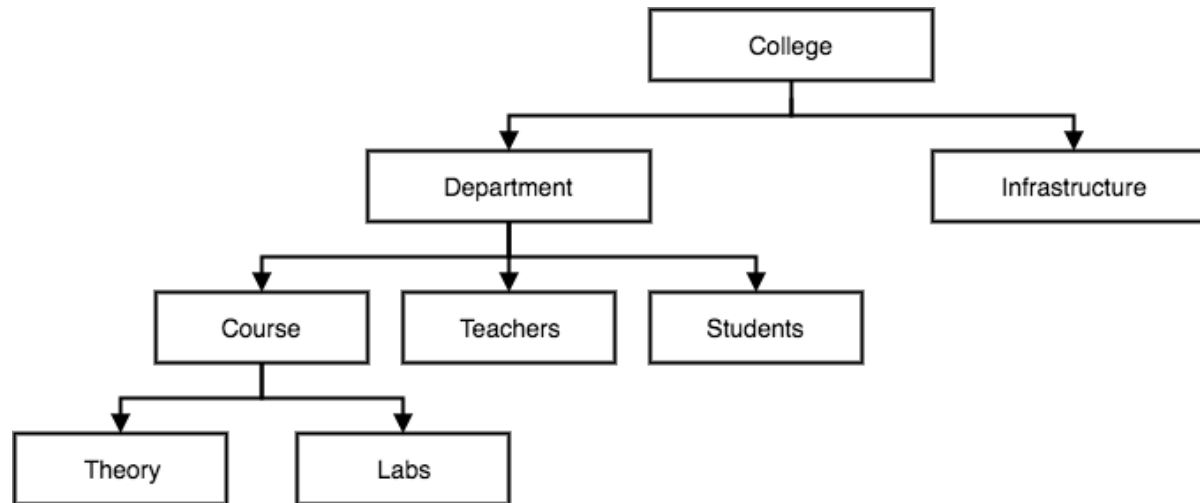 College
Department
Infrastructure
Course
Teachers
Students
Theory
Labs